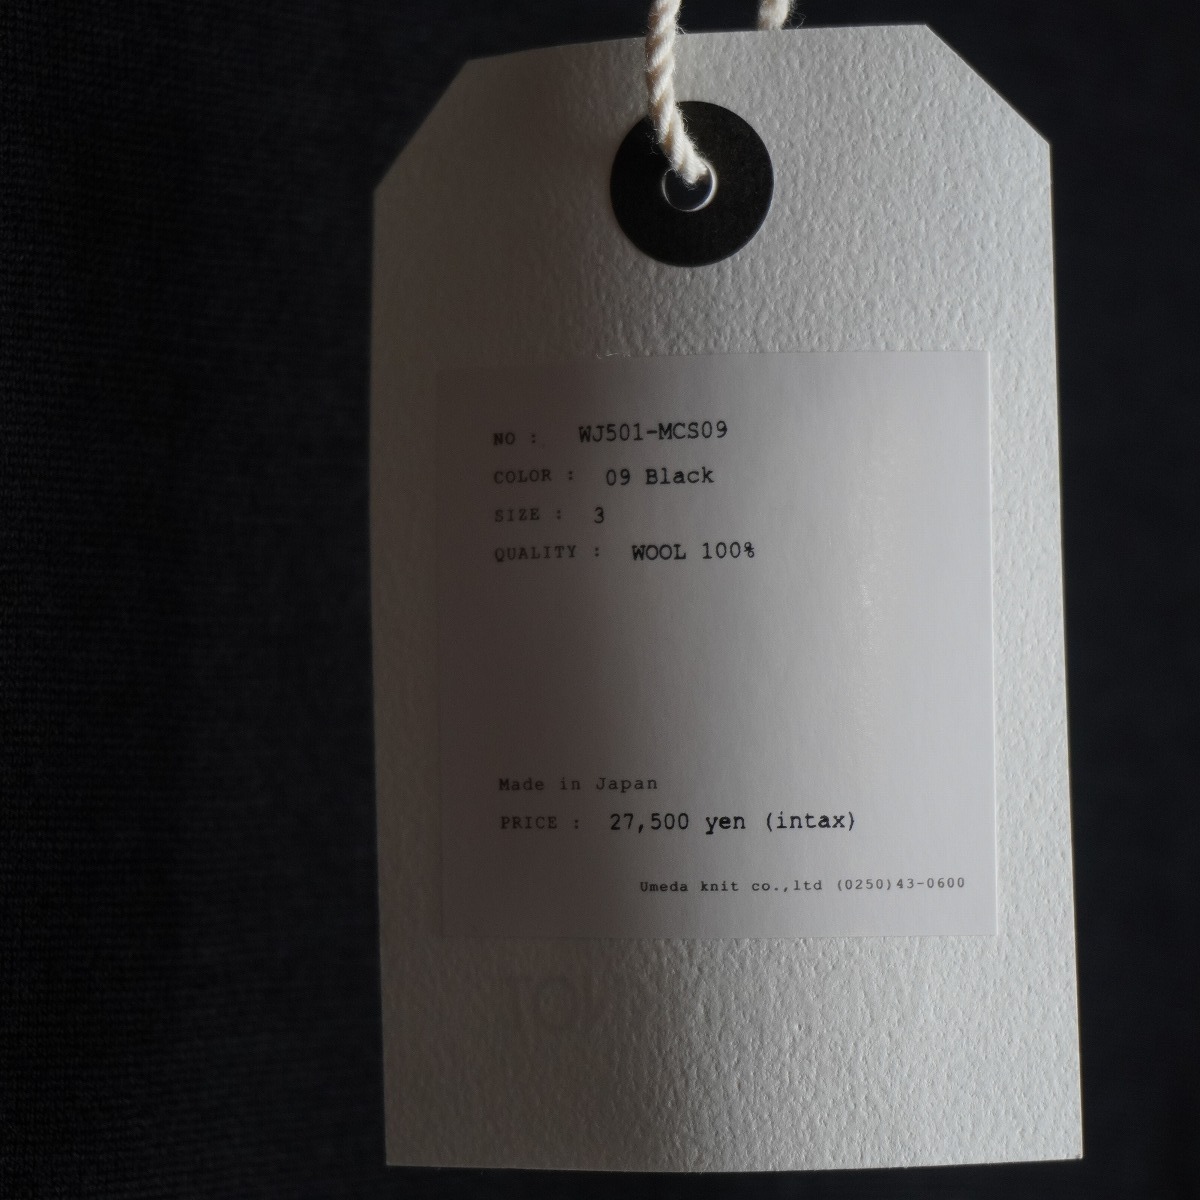 NO : WJ501-MCS09
COLOR : 09 Black
SIZE : 3
QUALITY : WOOL 100%
Made in Japan
PRICE : 27,500 yen (intax)
Umeda knit co.,ltd (0250)43-0600